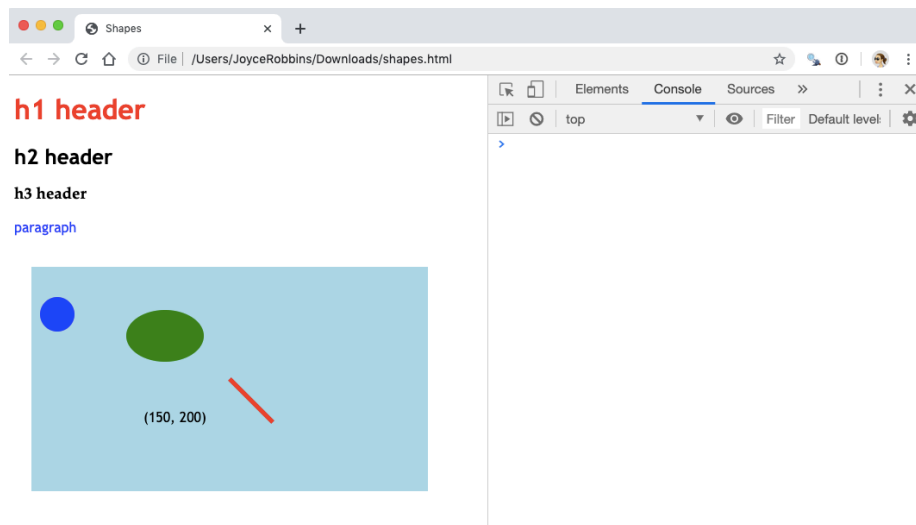 Shapes
File /Users/JoyceRobbins/Downloads/shapes.html
Elements Console Sources
top Filter Default level
h1 header
h2 header
h3 header
paragraph
(150, 200)